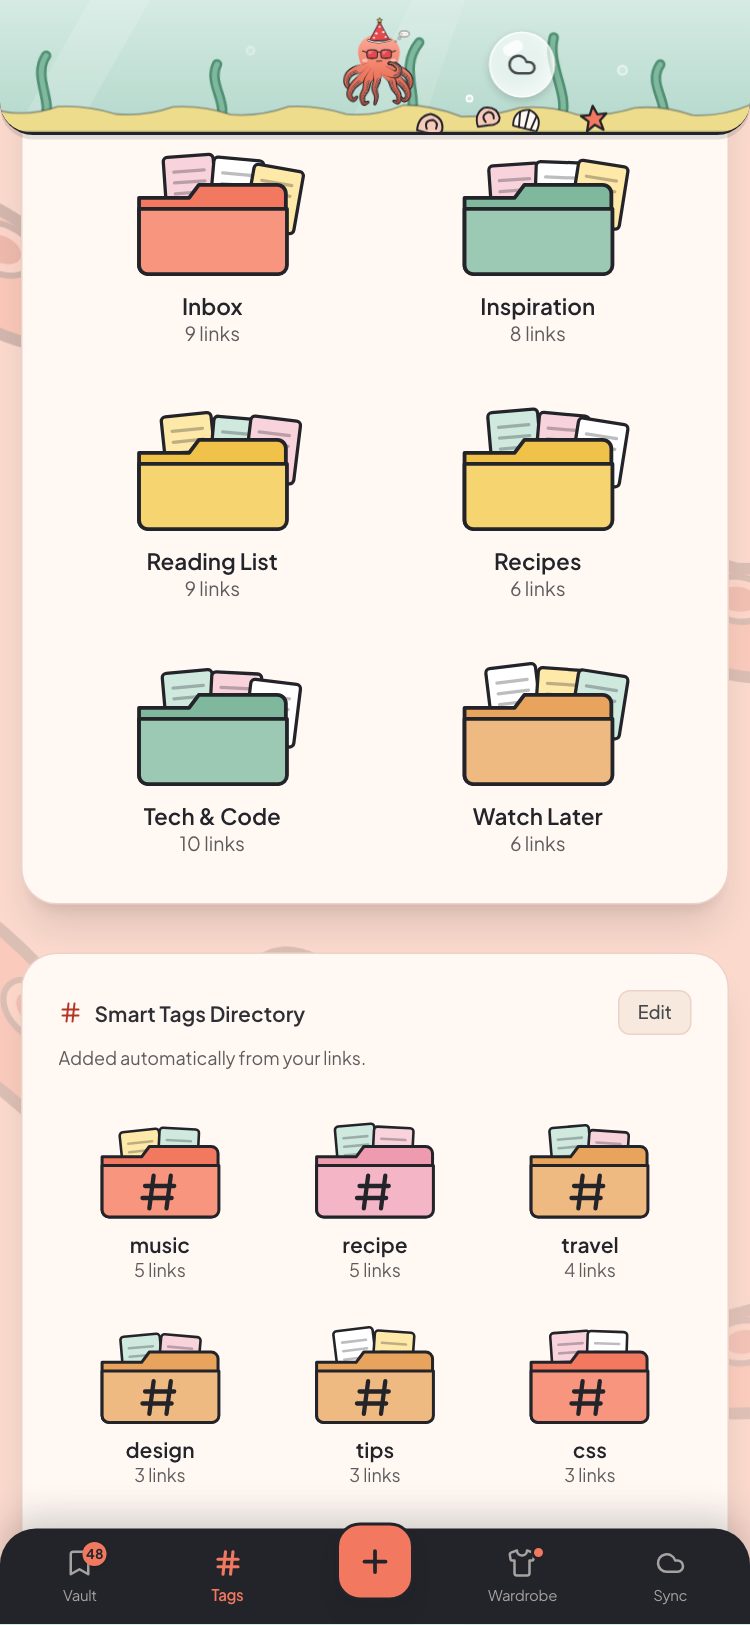 Inbox
9 links
Inspiration
8 links
Reading List
9 links
Recipes
6 links
Tech & Code
10 links
Watch Later
6 links
# Smart Tags Directory
Edit
Added automatically from your links.
#
music
5 links
#
recipe
5 links
#
travel
4 links
#
design
3 links
#
tips
3 links
#
css
3 links
48
Vault
#
Tags
+
Wardrobe
Sync